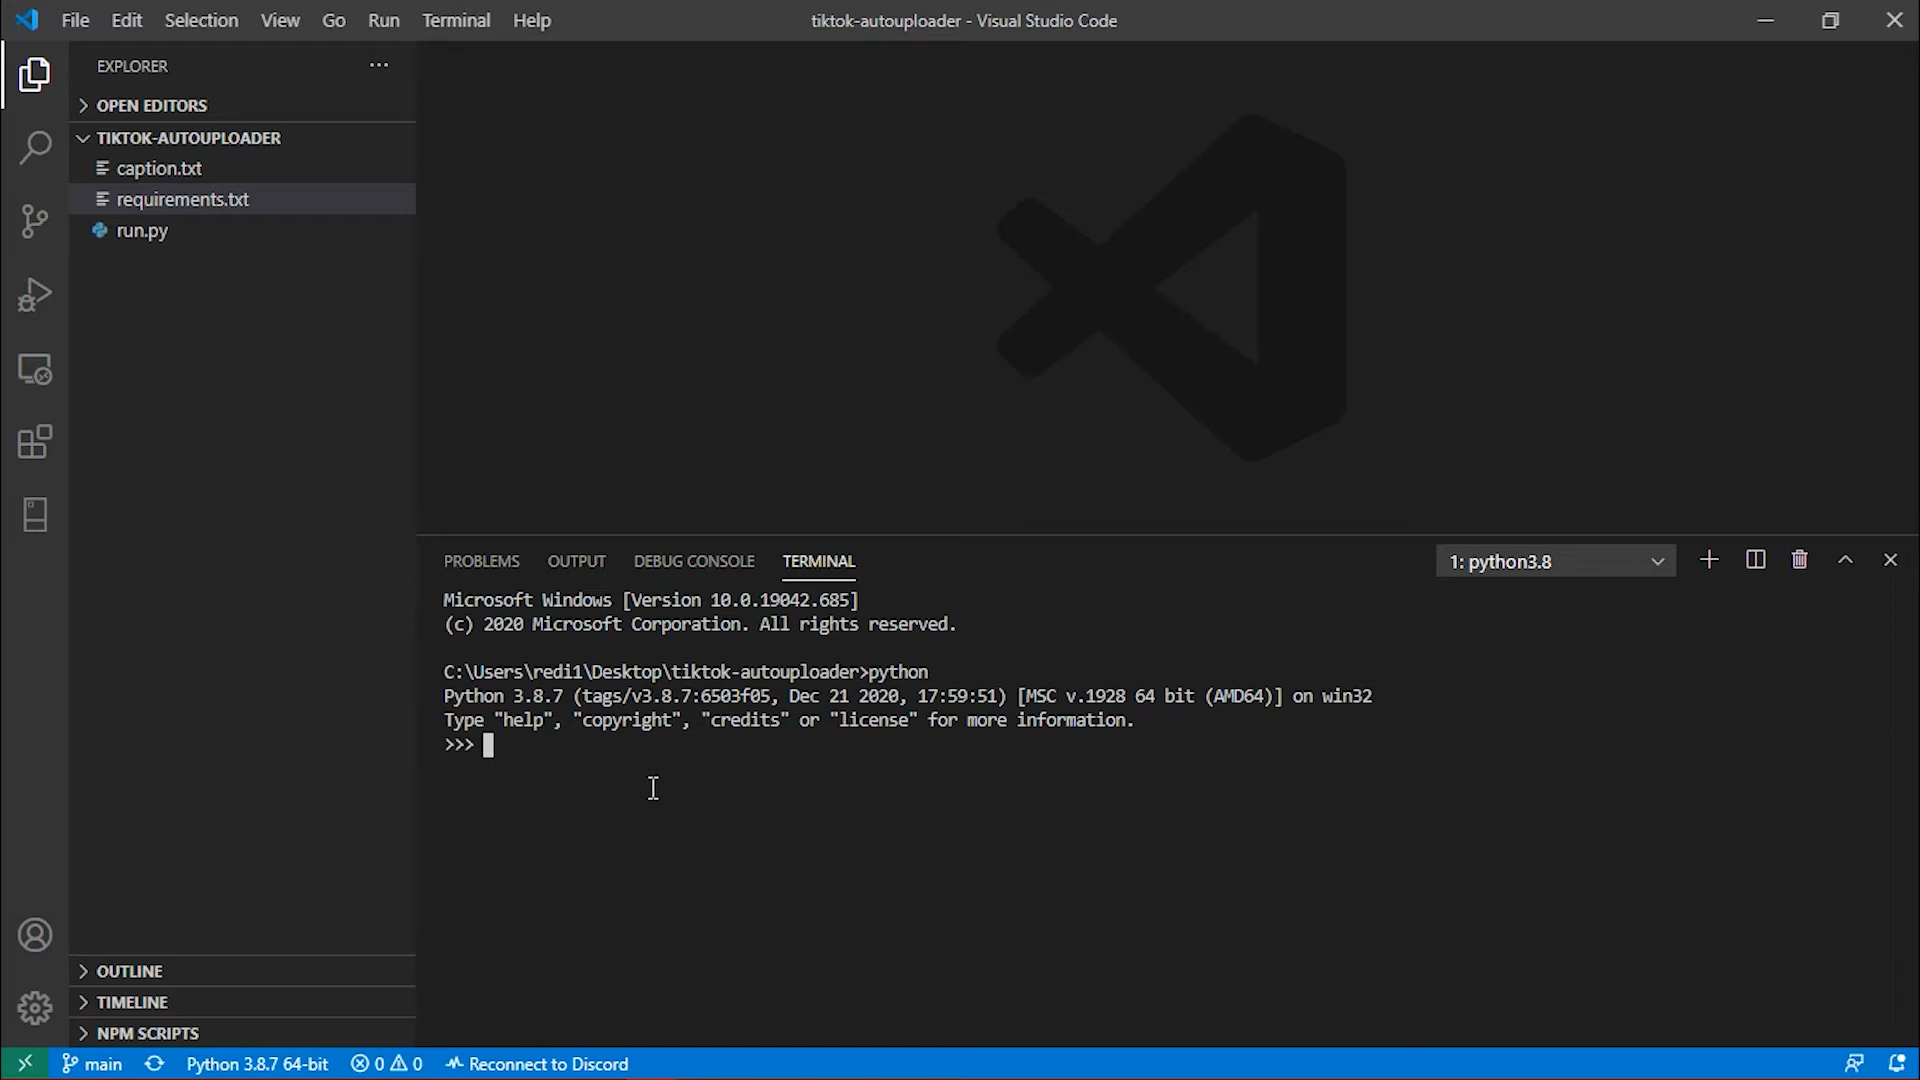 File Edit Selection View Go Run Terminal Help
tiktok-autouploader - Visual Studio Code
EXPLORER
OPEN EDITORS
TIKTOK-AUTOUPLOADER
caption.txt
requirements.txt
run.py
PROBLEMS OUTPUT DEBUG CONSOLE TERMINAL
1: python3.8
Microsoft Windows [Version 10.0.19042.685]
(c) 2020 Microsoft Corporation. All rights reserved.
C:\Users\redi1\Desktop\tiktok-autouploader>python
Python 3.8.7 (tags/v3.8.7:6503f05, Dec 21 2020, 17:59:51) [MSC v.1928 64 bit (AMD64)] on win32
Type "help", "copyright", "credits" or "license" for more information.
>>>
OUTLINE
TIMELINE
NPM SCRIPTS
main Python 3.8.7 64-bit 0 0 Reconnect to Discord